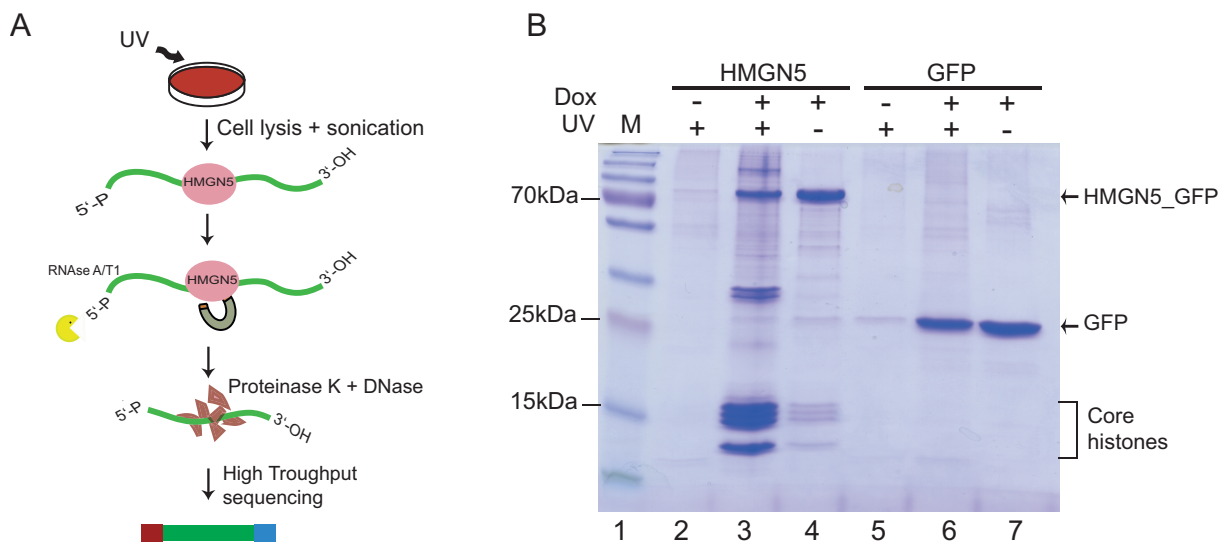 A
UV
Cell lysis + sonication
HMGN5
5'-P
3'-OH
RNAse A/T1
HMGN5
5'-P
3'-OH
Proteinase K + DNase
5'-P
3'-OH
High Troughput
sequencing
B
HMGN5 GFP
Dox - + + - + +
UV M + + - + + -
70kDa HMGN5_GFP
25kDa GFP
15kDa Core
histones
1 2 3 4 5 6 7